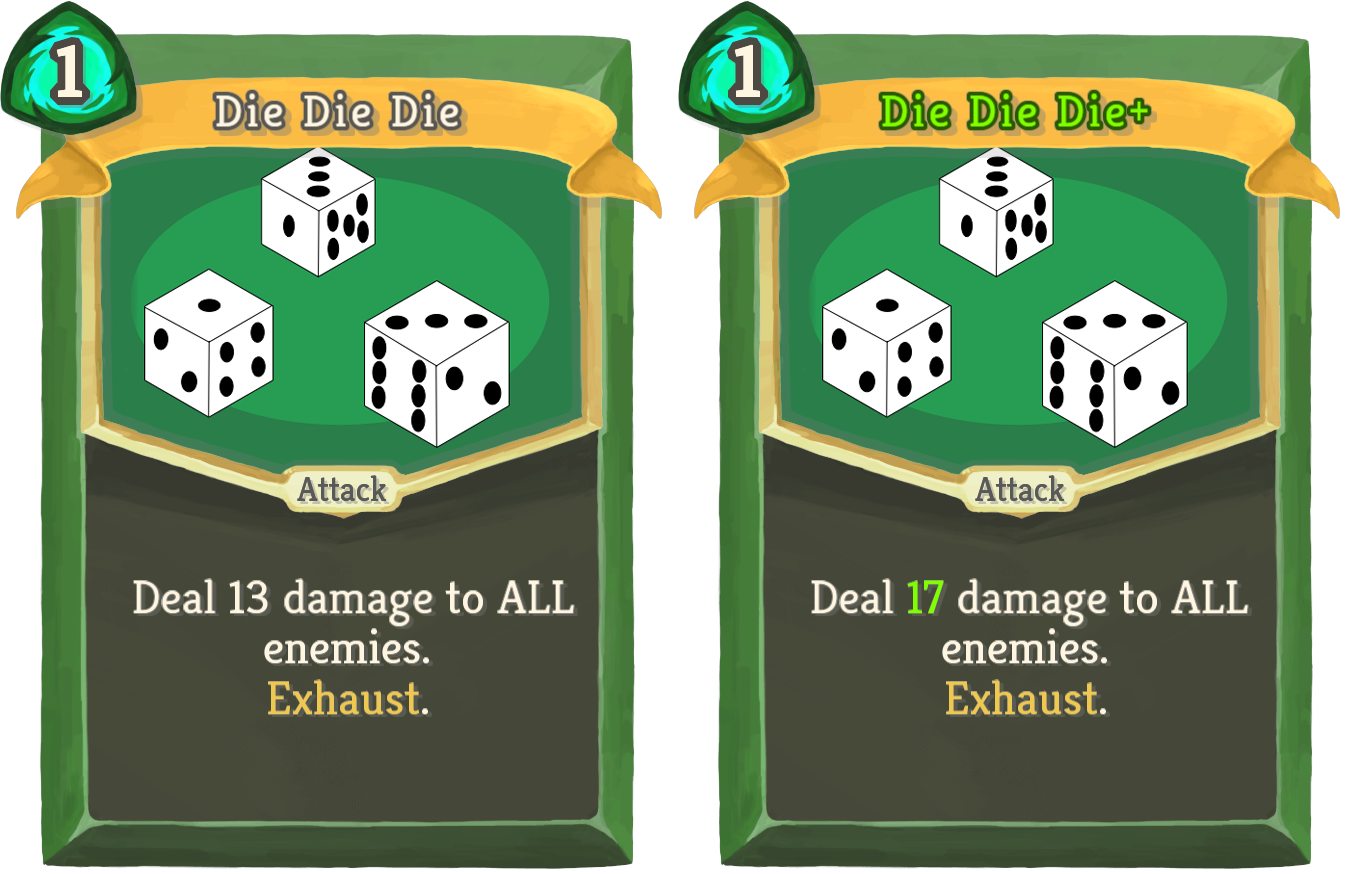 1
Die Die Die
Attack
Deal 13 damage to ALL
enemies.
Exhaust.
1
Die Die Die+
Attack
Deal 17 damage to ALL
enemies.
Exhaust.